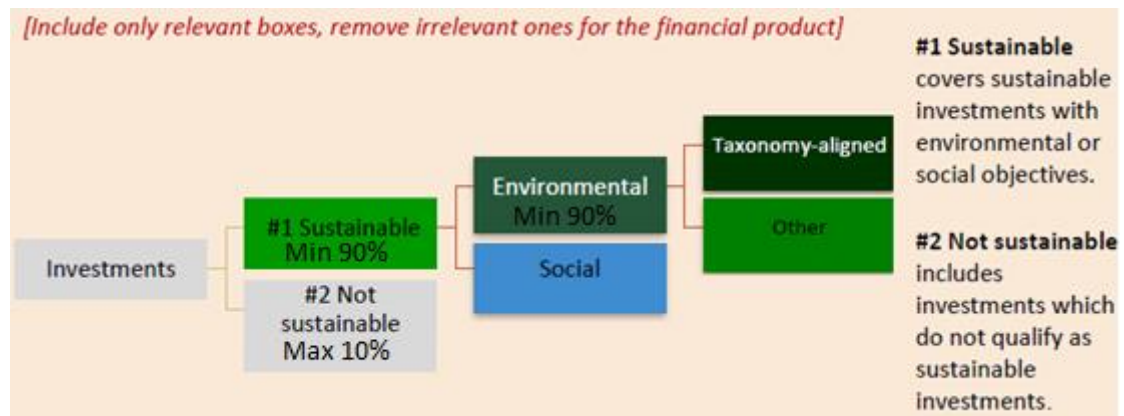 [Include only relevant boxes, remove irrelevant ones for the financial product]
Investments
#1 Sustainable
Min 90%
#2 Not
sustainable
Max 10%
Environmental
Min 90%
Social
Taxonomy-aligned
Other
#1 Sustainable
covers sustainable
investments with
environmental or
social objectives.
#2 Not sustainable
includes
investments which
do not qualify as
sustainable
investments.